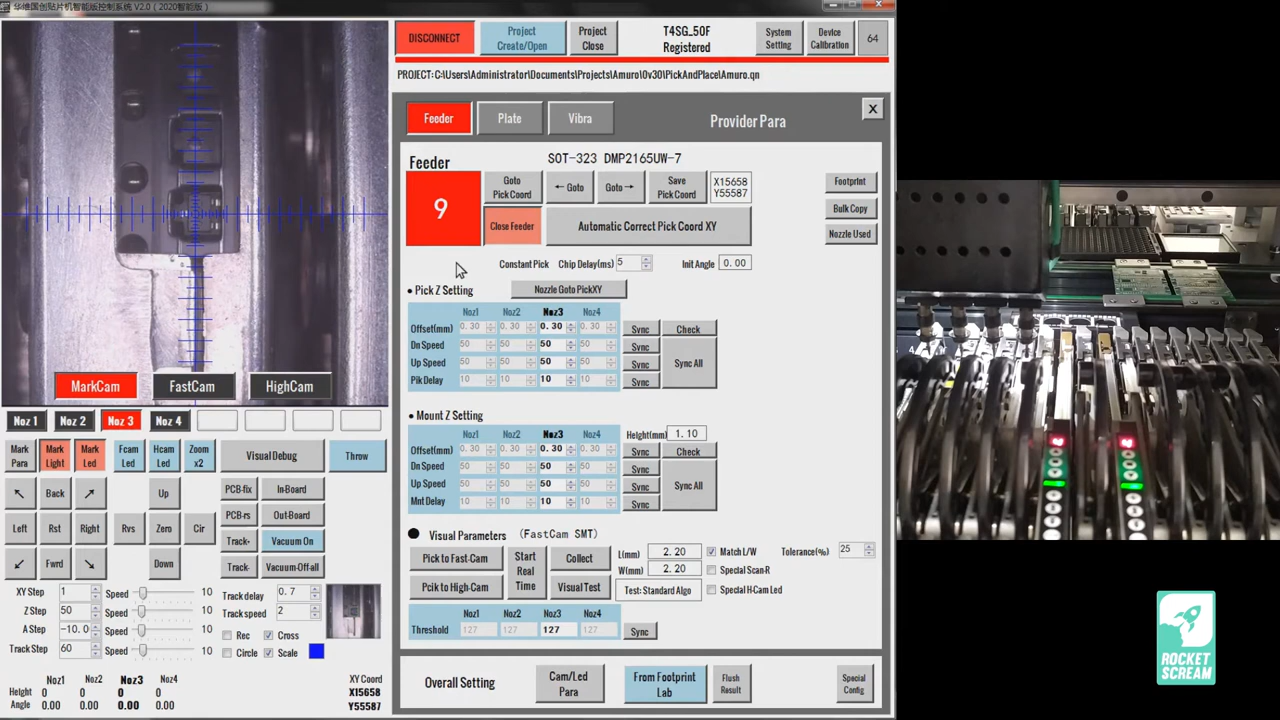 华维国创贴片机智能版控制系统 V2.0（2020智能版）
DISCONNECT
Project
Create/Open
Project
Close
T4SG_50F
Registered
System
Setting
Device
Calibration
64
PROJECT: C:\Users\Administrator\Documents\Projects\Amuro\0v30\PickAndPlace\Amuro.qn
Feeder
Plate
Vibra
Provider Para
X
Feeder
SOT-323 DMP2165UW-7
9
Goto
Pick Coord
← Goto
Goto →
Save
Pick Coord
X15658
Y55587
Footprint
Close Feeder
Automatic Correct Pick Coord XY
Bulk Copy
Nozzle Used
Constant Pick
Chip Delay(ms)
5
Init Angle
0.00
• Pick Z Setting
Nozzle Goto PickXY
Noz1 Noz2 Noz3 Noz4
Offset(mm) 0.30 0.30 0.30 0.30 Sync Check
Dn Speed 50 50 50 50 Sync
Up Speed 50 50 50 50 Sync Sync All
Pik Delay 10 10 10 10 Sync
• Mount Z Setting
Noz1 Noz2 Noz3 Noz4 Height(mm) 1.10
Offset(mm) 0.30 0.30 0.30 0.30 Sync Check
Dn Speed 50 50 50 50 Sync
Up Speed 50 50 50 50 Sync Sync All
Mnt Delay 10 10 10 10 Sync
● Visual Parameters (FastCam SMT)
Pick to Fast-Cam
Start
Real
Time
Collect
L(mm) 2.20
Match L/W
Tolerance(%) 25
W(mm) 2.20
Special Scan-R
Pcik to High-Cam
Visual Test
Test: Standard Algo
Special H-Cam Led
Noz1 Noz2 Noz3 Noz4
Threshold 127 127 127 127 Sync
Overall Setting
Cam/Led
Para
From Footprint
Lab
Flush
Result
Special
Config
MarkCam
FastCam
HighCam
Noz 1
Noz 2
Noz 3
Noz 4
Mark
Para
Mark
Light
Mark
Led
Fcam
Led
Hcam
Led
Zoom
x2
Visual Debug
Throw
↖ Back ↗ Up PCB-fix In-Board
Left Rst Right Rvs Zero Cir PCB-rs Out-Board
Track+ Vacuum On
↙ Fwrd ↘ Down Track- Vacuum Off-all
XY Step 1 Speed 10 Track delay 0.7
Z Step 50 Speed 10 Track speed 2
A Step -10.0 Speed 10 Rec Cross
Track Step 60 Speed 10 Circle Scale
Noz1 Noz2 Noz3 Noz4 XY Coord
Height 0 0 0 0 X15658
Angle 0.00 0.00 0.00 0.00 Y55587
ROCKET
SCREAM